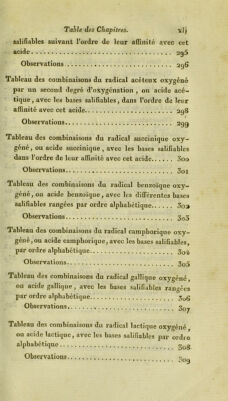 Table des Chapitres. xlj
salifiables suivant l'ordre de leur affinité avec cet
acide........ 295
Observations........ 296
Tableau des combinaisons du radical acéteux oxygéné
par un second degré d'oxygénation, ou acide acé-
tique, avec les bases salifiables, dans l'ordre de leur
affinité avec cet acide........ 298
Observations........ 299
Tableau des combinaisons du radical succinique oxy-
géné, ou acide succinique, avec les bases salifiables
dans l'ordre de leur affinité avec cet acide...... 300
Observations........ 301
Tableau des combinaisons du radical benzoïque oxy-
géné, ou acide benzoïque, avec les différentes bases
salifiables rangées par ordre alphabétique........ 302
Observations........ 303
Tableau des combinaisons du radical camphorique oxy-
géné, ou acide camphorique, avec les bases salifiables,
par ordre alphabétique........ 304
Observations........ 305
Tableau des combinaisons du radical gallique oxygéné,
ou acide gallique, avec les bases salifiables rangées
par ordre alphabétique........ 306
Observations........ 307
Tableau des combinaisons du radical lactique oxygéné,
ou acide lactique, avec les bases salifiables par ordre
alphabétique........ 308
Observations........ 309